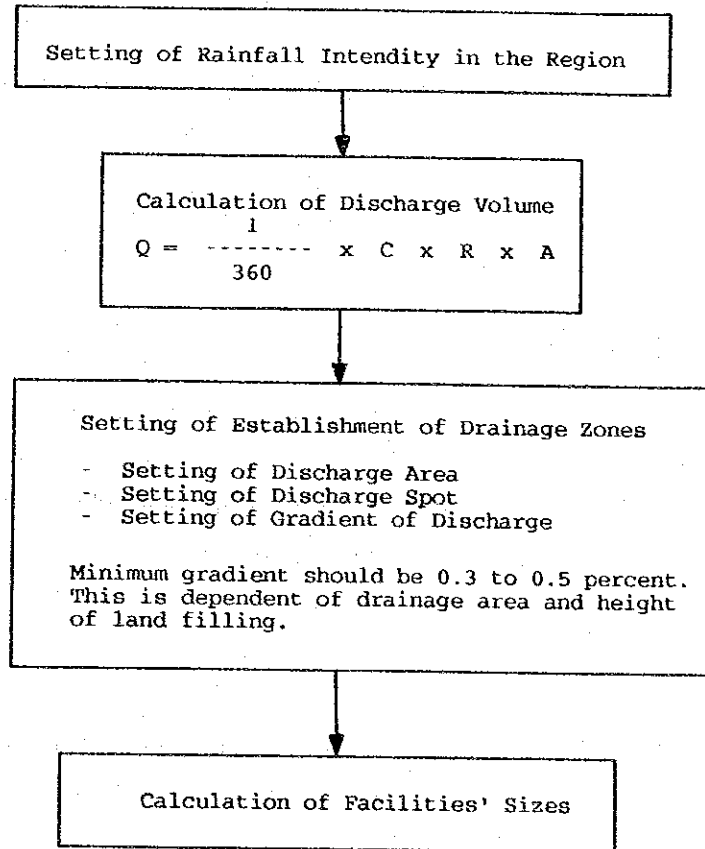 Setting of Rainfall Intendity in the Region
Calculation of Discharge Volume
1
Q = -------- x C x R x A
360
Setting of Establishment of Drainage Zones
- Setting of Discharge Area
- Setting of Discharge Spot
- Setting of Gradient of Discharge
Minimum gradient should be 0.3 to 0.5 percent.
This is dependent of drainage area and height
of land filling.
Calculation of Facilities' Sizes